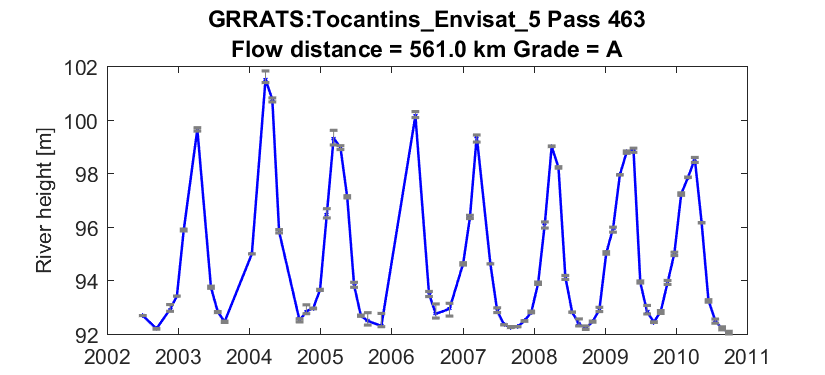 GRRATS:Tocantins_Envisat_5 Pass 463
Flow distance = 561.0 km Grade = A
River height [m]
102
100
98
96
94
92
2002 2003 2004 2005 2006 2007 2008 2009 2010 2011